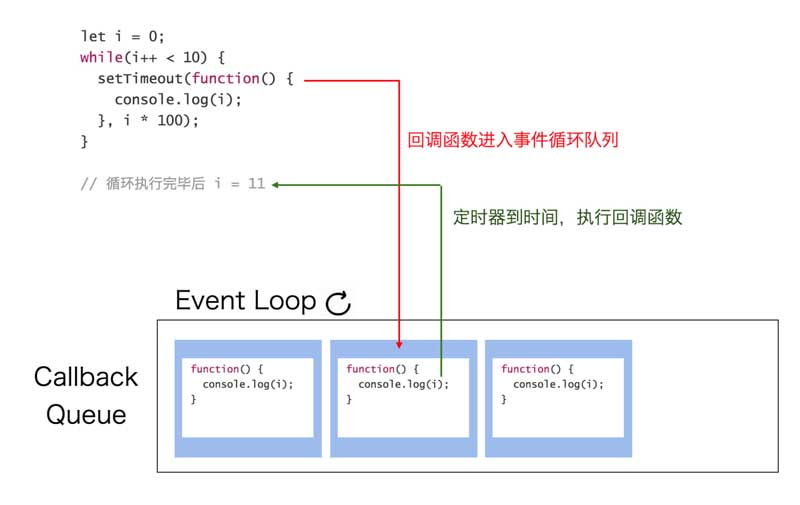 let i = 0;
while(i++ < 10) {
  setTimeout(function() {
    console.log(i);
  }, i * 100);
}
回调函数进入事件循环队列
// 循环执行完毕后 i = 11
定时器到时间，执行回调函数
Event Loop
Callback
Queue
function() {
  console.log(i);
}
function() {
  console.log(i);
}
function() {
  console.log(i);
}